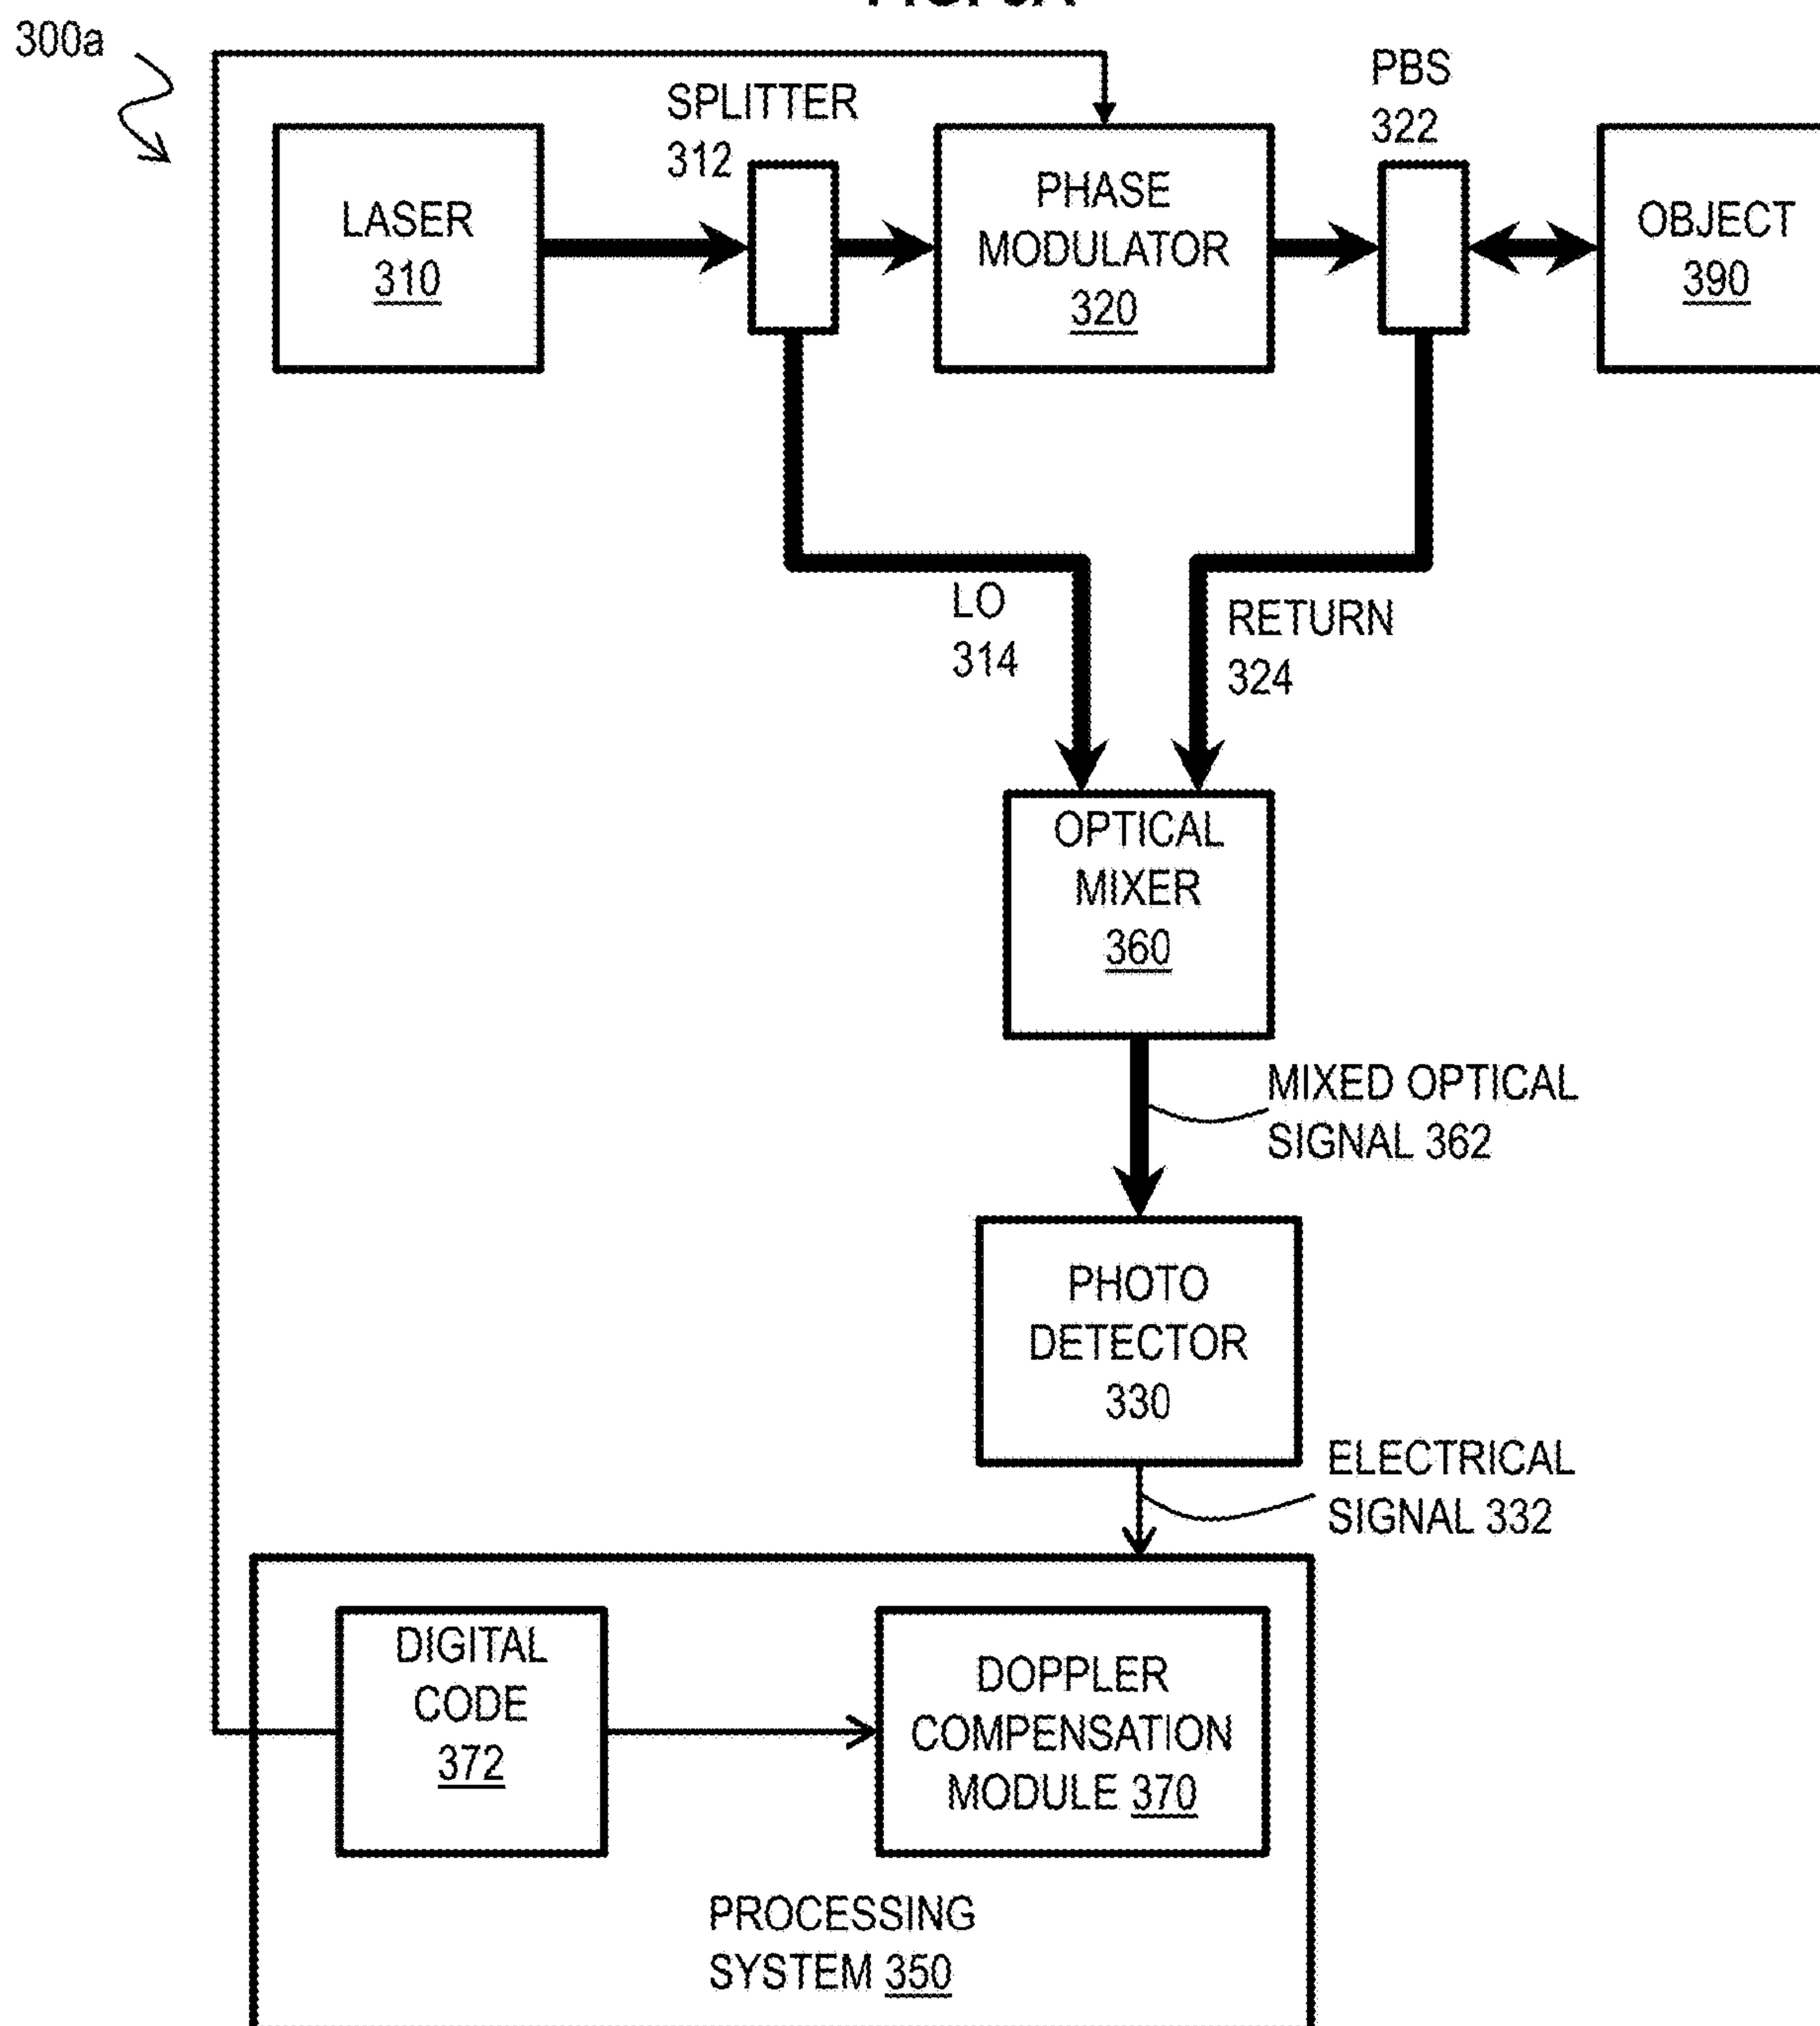 300a
SPLITTER
312
PBS
322
LASER
310
PHASE
MODULATOR
320
OBJECT
390
LO
314
RETURN
324
OPTICAL
MIXER
360
MIXED OPTICAL
SIGNAL 362
PHOTO
DETECTOR
330
ELECTRICAL
SIGNAL 332
DIGITAL
CODE
372
DOPPLER
COMPENSATION
MODULE 370
PROCESSING
SYSTEM 350